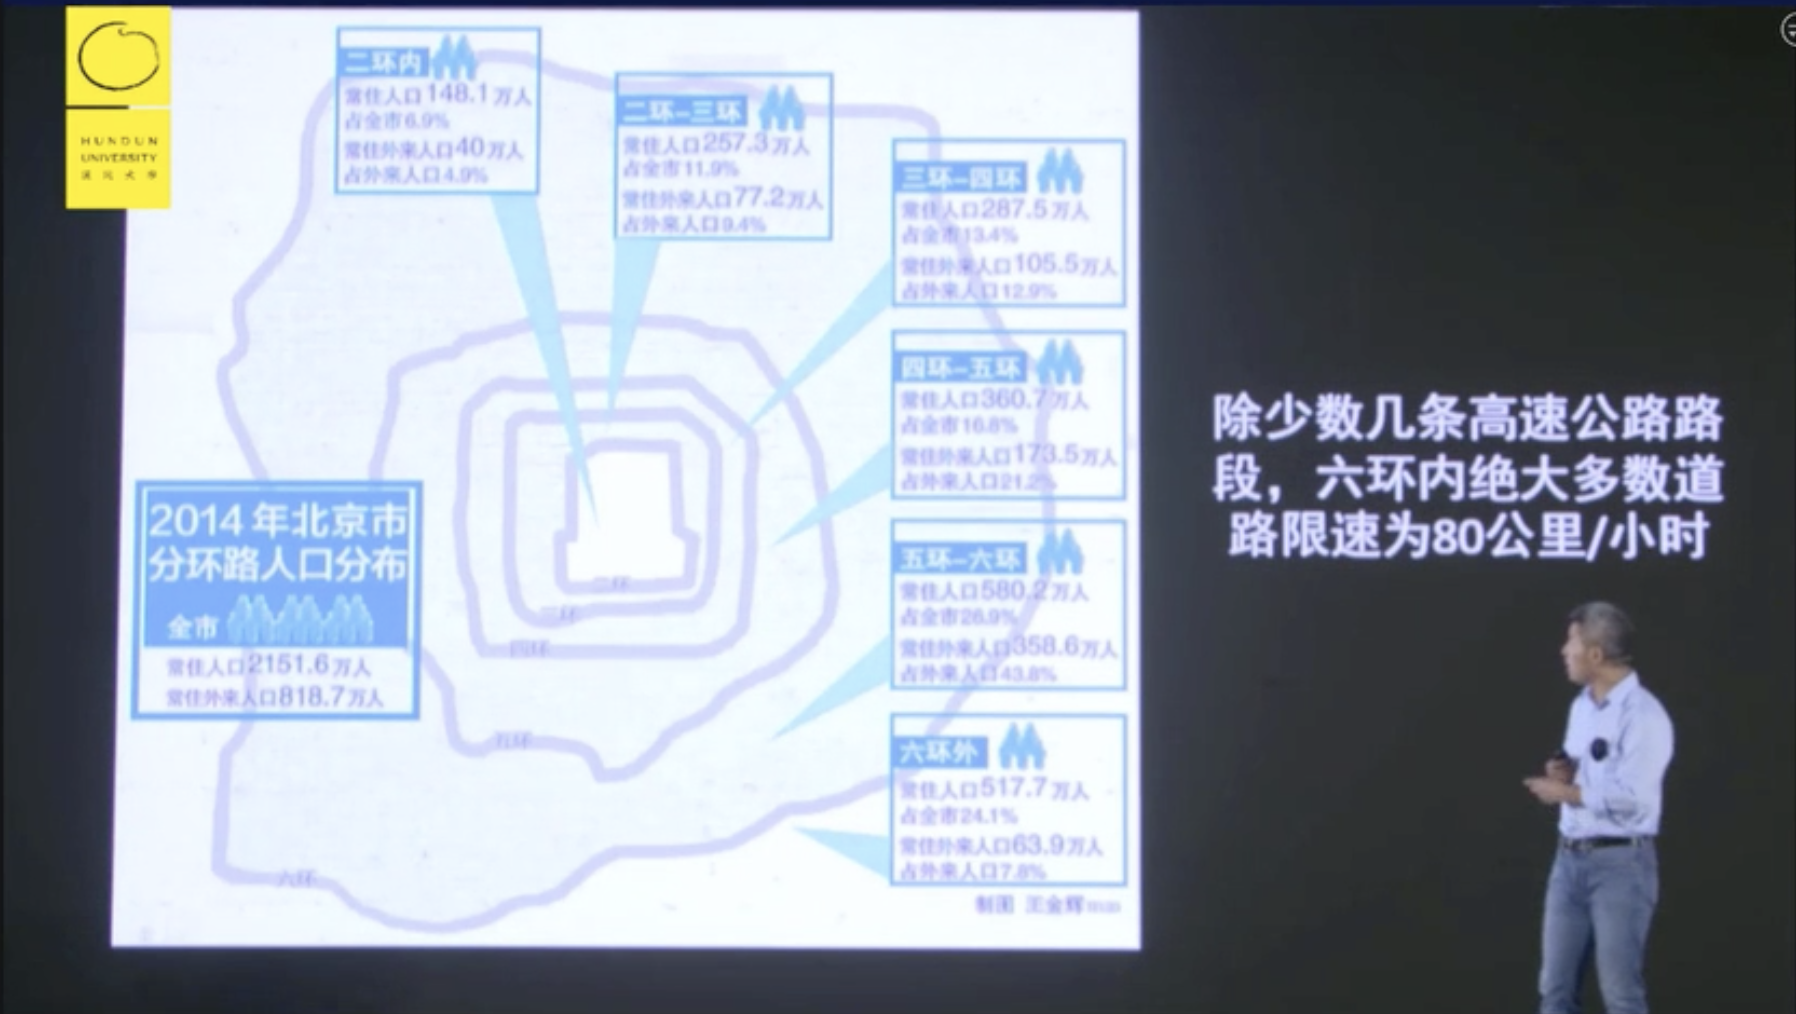 HUNDUN
UNIVERSITY
混沌大学
二环内
常住人口148.1万人
占全市6.9%
常住外来人口40万人
占外来人口4.9%
二环-三环
常住人口257.3万人
占全市11.9%
常住外来人口77.2万人
占外来人口9.4%
三环-四环
常住人口287.5万人
占全市13.4%
常住外来人口105.5万人
占外来人口12.9%
四环-五环
常住人口360.7万人
占全市16.8%
常住外来人口173.5万人
占外来人口21.2%
五环-六环
常住人口580.2万人
占全市26.9%
常住外来人口358.6万人
占外来人口43.8%
六环外
常住人口517.7万人
占全市24.1%
常住外来人口63.9万人
占外来人口7.8%
制图 王金辉
2014年北京市
分环路人口分布
全市
常住人口2151.6万人
常住外来人口818.7万人
二环
三环
四环
五环
六环
除少数几条高速公路路
段，六环内绝大多数道
路限速为80公里/小时